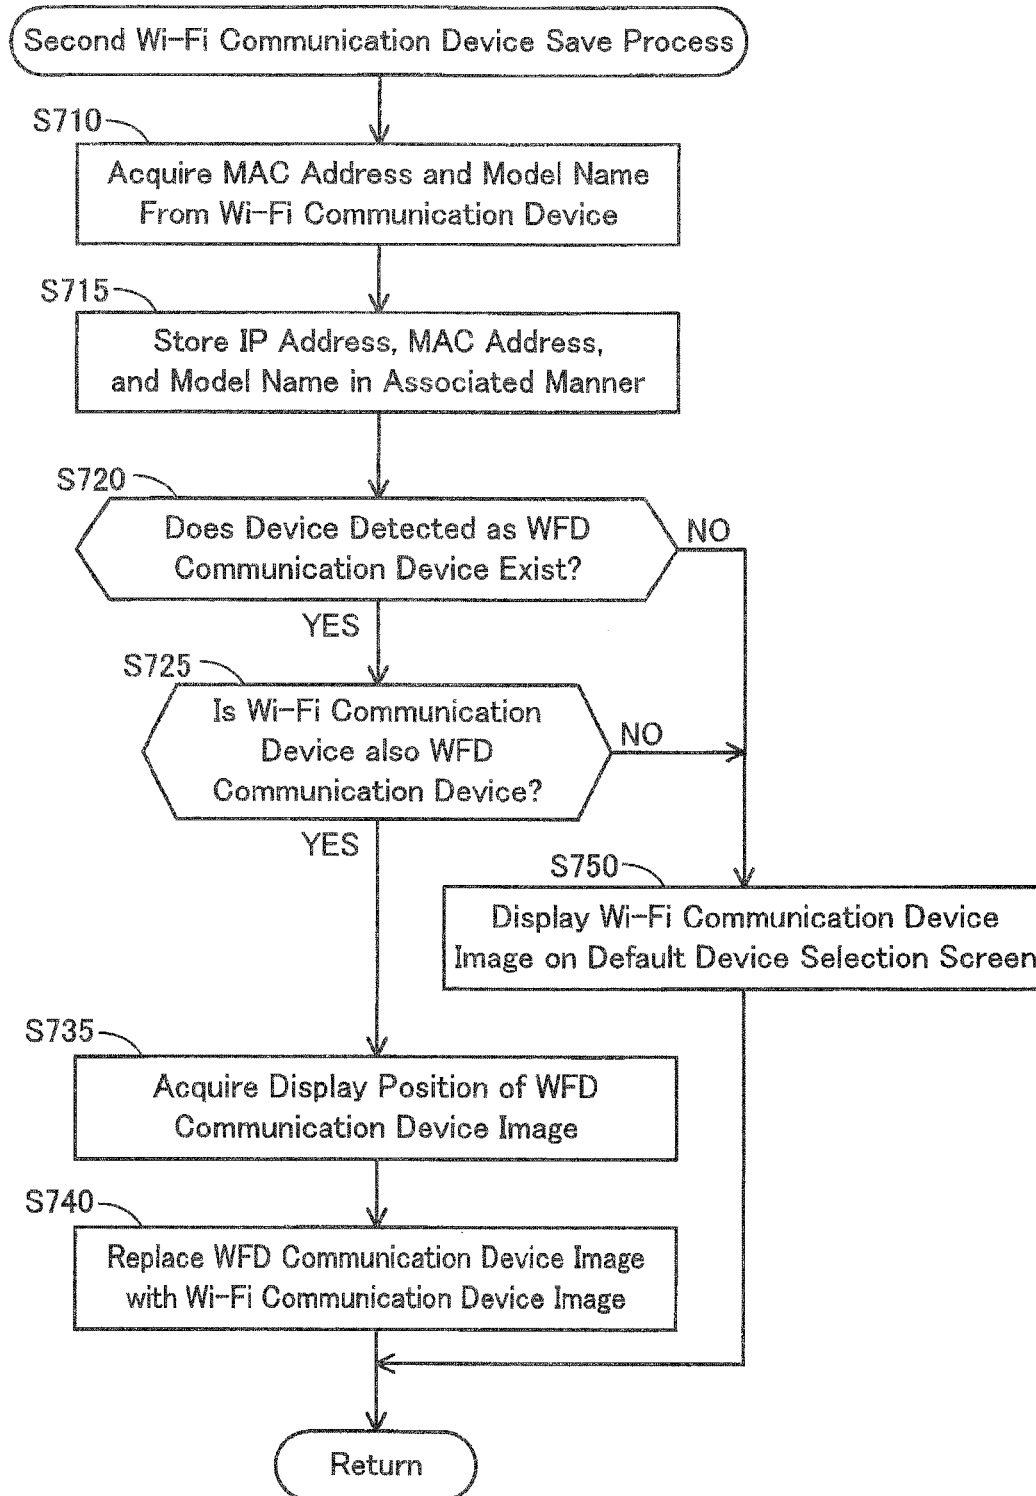 Second Wi-Fi Communication Device Save Process
S710
Acquire MAC Address and Model Name
From Wi-Fi Communication Device
S715
Store IP Address, MAC Address,
and Model Name in Associated Manner
S720
Does Device Detected as WFD
Communication Device Exist?
NO
YES
S725
Is Wi-Fi Communication
Device also WFD
Communication Device?
NO
YES
S750
Display Wi-Fi Communication Device
Image on Default Device Selection Screen
S735
Acquire Display Position of WFD
Communication Device Image
S740
Replace WFD Communication Device Image
with Wi-Fi Communication Device Image
Return